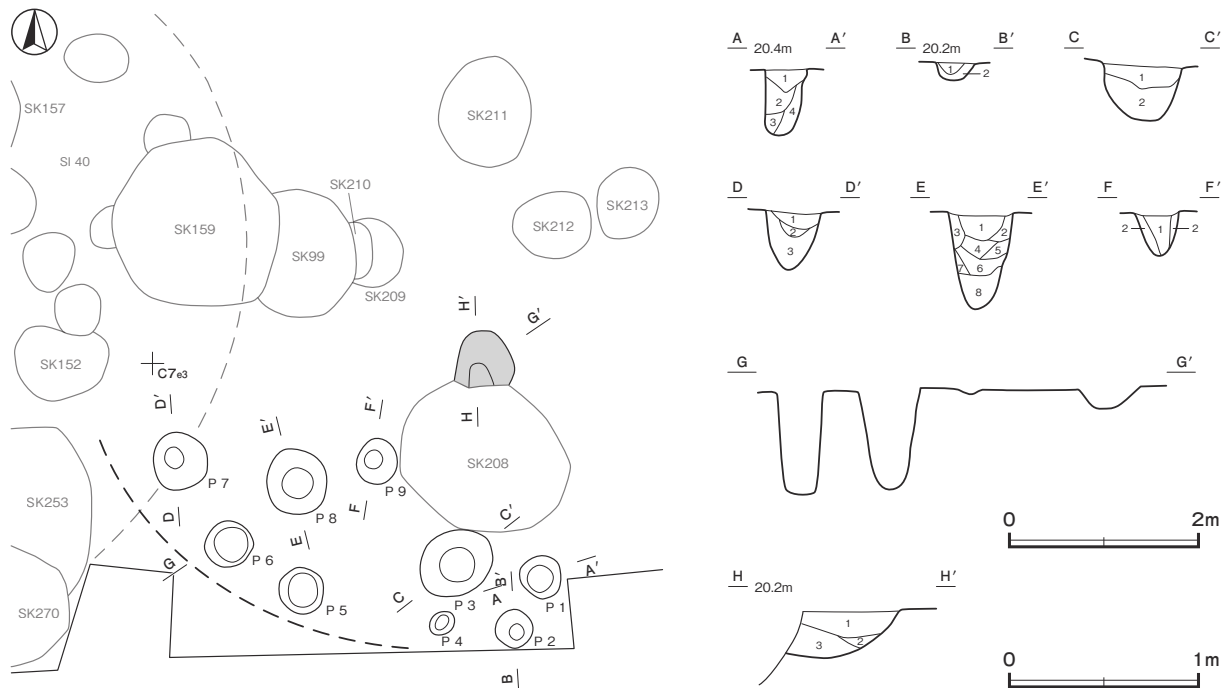 SK157
SI 40
SK159
SK210
SK99
SK209
SK211
SK212
SK213
SK152
C7e3
SK253
SK270
SK208
H′
G′
H
D′
E′
F′
P 7
D
P 8
E
P 9
F
G
P 6
P 5
C′
C
P 3
P 4
A
A′
B′
P 1
P 2
B
A 20.4m A′
1
2
3
4
B 20.2m B′
1
2
C C′
1
2
D D′
1
2
3
E E′
1
2
3
4
5
6
7
8
F F′
2 1 2
G G′
0 2m
H 20.2m H′
1
2
3
0 1m